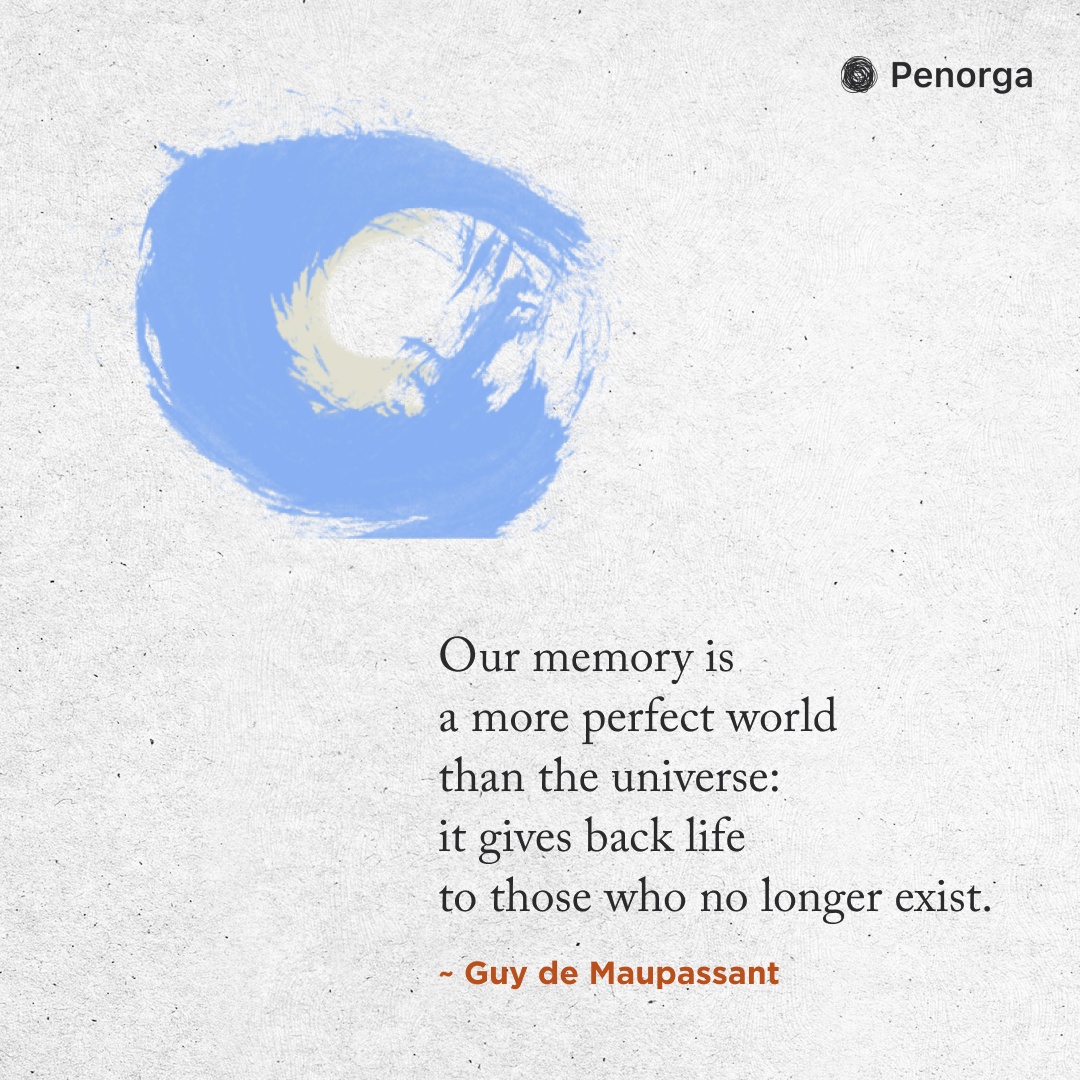 Penorga
Our memory is
a more perfect world
than the universe:
it gives back life
to those who no longer exist.
~ Guy de Maupassant